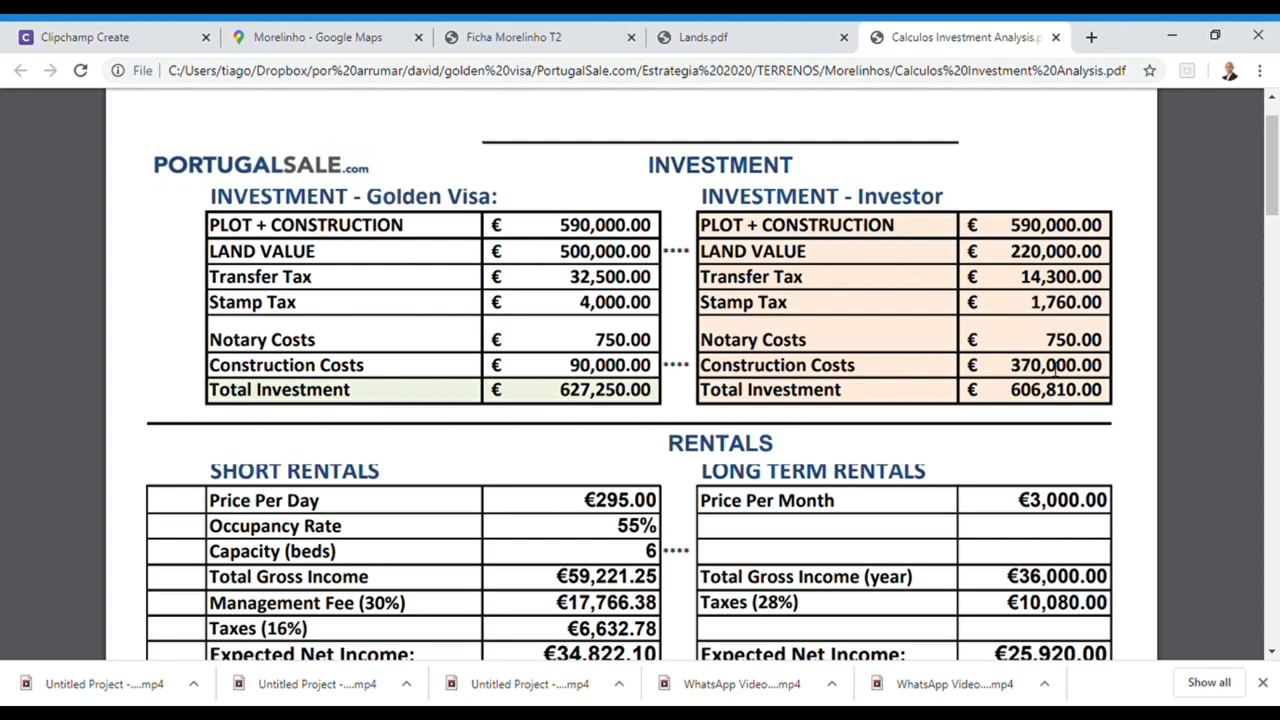 Clipchamp Create
Morelinho - Google Maps
Ficha Morelinho T2
Lands.pdf
Calculos Investment Analysis.p
File
C:/Users/tiago/Dropbox/por%20arrumar/david/golden%20visa/PortugalSale.com/Estrategia%202020/TERRENOS/Morelinhos/Calculos%20Investment%20Analysis.pdf
PORTUGALSALE.com
INVESTMENT
INVESTMENT - Golden Visa:
INVESTMENT - Investor
PLOT + CONSTRUCTION € 590,000.00 PLOT + CONSTRUCTION € 590,000.00
LAND VALUE € 500,000.00 **** LAND VALUE € 220,000.00
Transfer Tax € 32,500.00 Transfer Tax € 14,300.00
Stamp Tax € 4,000.00 Stamp Tax € 1,760.00
Notary Costs € 750.00 Notary Costs € 750.00
Construction Costs € 90,000.00 **** Construction Costs € 370,000.00
Total Investment € 627,250.00 Total Investment € 606,810.00
RENTALS
SHORT RENTALS LONG TERM RENTALS
Price Per Day €295.00 Price Per Month €3,000.00
Occupancy Rate 55%
Capacity (beds) 6 ****
Total Gross Income €59,221.25 Total Gross Income (year) €36,000.00
Management Fee (30%) €17,766.38 Taxes (28%) €10,080.00
Taxes (16%) €6,632.78
Expected Net Income: €34,822.10 Expected Net Income: €25,920.00
Untitled Project -....mp4
Untitled Project -....mp4
Untitled Project -....mp4
WhatsApp Video....mp4
WhatsApp Video....mp4
Show all